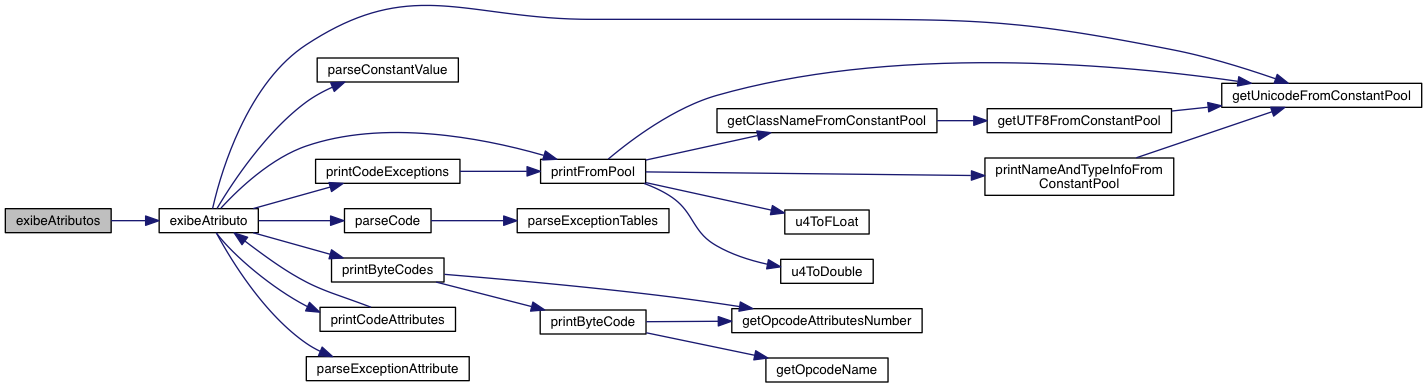 exibeAtributos
exibeAtributo
parseConstantValue
printCodeExceptions
parseCode
printByteCodes
printCodeAttributes
parseExceptionAttribute
printFromPool
parseExceptionTables
printByteCode
getClassNameFromConstantPool
u4ToFLoat
u4ToDouble
getOpcodeAttributesNumber
getOpcodeName
getUTF8FromConstantPool
printNameAndTypeInfoFrom
ConstantPool
getUnicodeFromConstantPool